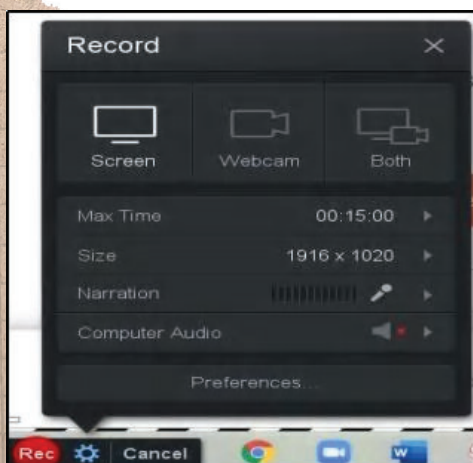 Record
Screen Webcam Both
Max Time 00:15:00
Size 1916 x 1020
Narration
Computer Audio
Preferences...
Rec Cancel
W